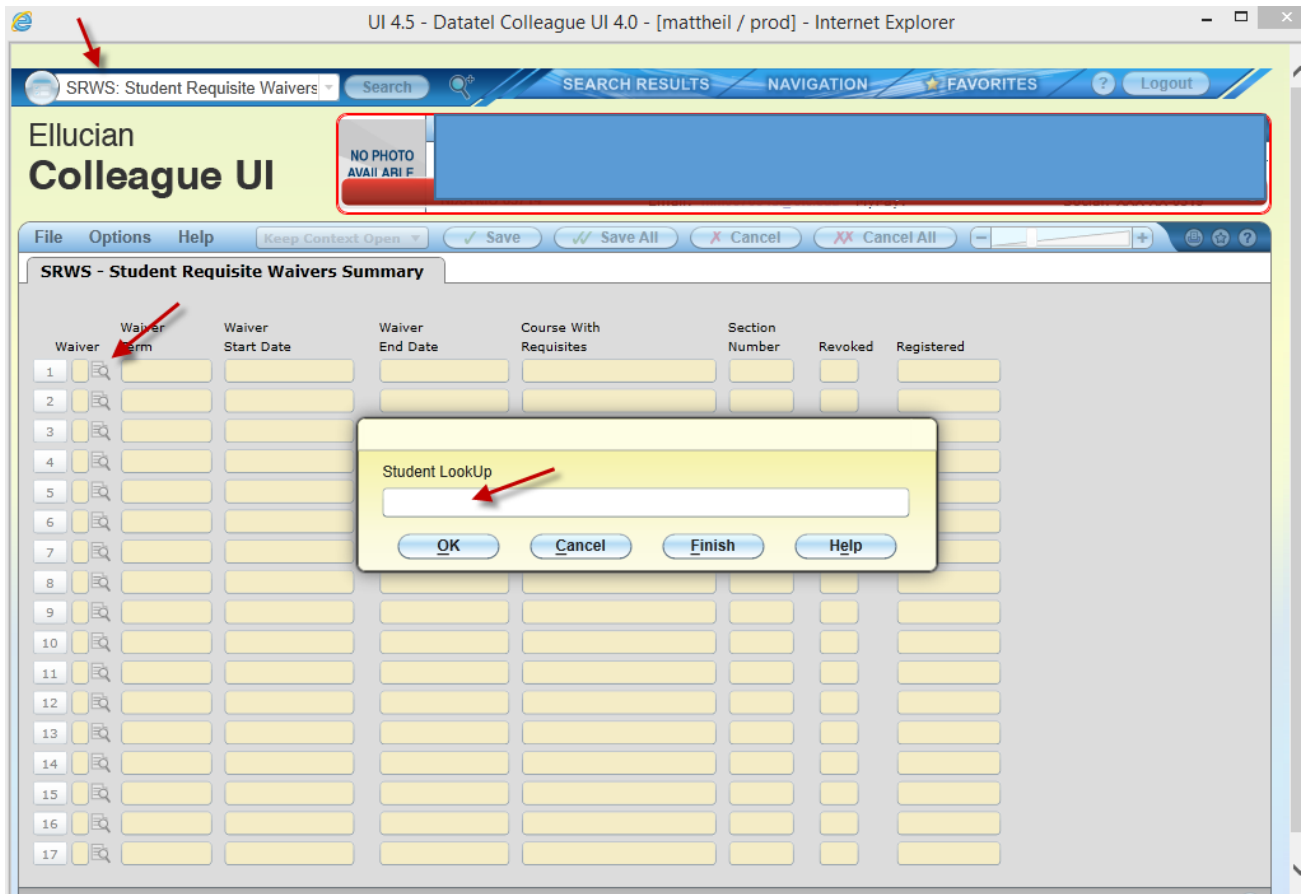 UI 4.5 - Datatel Colleague UI 4.0 - [mattheil / prod] - Internet Explorer
SRWS: Student Requisite Waivers Search SEARCH RESULTS NAVIGATION FAVORITES ? Logout
Ellucian
Colleague UI
NO PHOTO
AVAILABLE
File Options Help Keep Context Open Save Save All Cancel Cancel All - + ?
SRWS - Student Requisite Waivers Summary
Waiver Waiver Waiver Course With Section
Waiver Term Start Date End Date Requisites Number Revoked Registered
1
2
3
4
Student LookUp
5
6
7
OK Cancel Finish Help
8
9
10
11
12
13
14
15
16
17